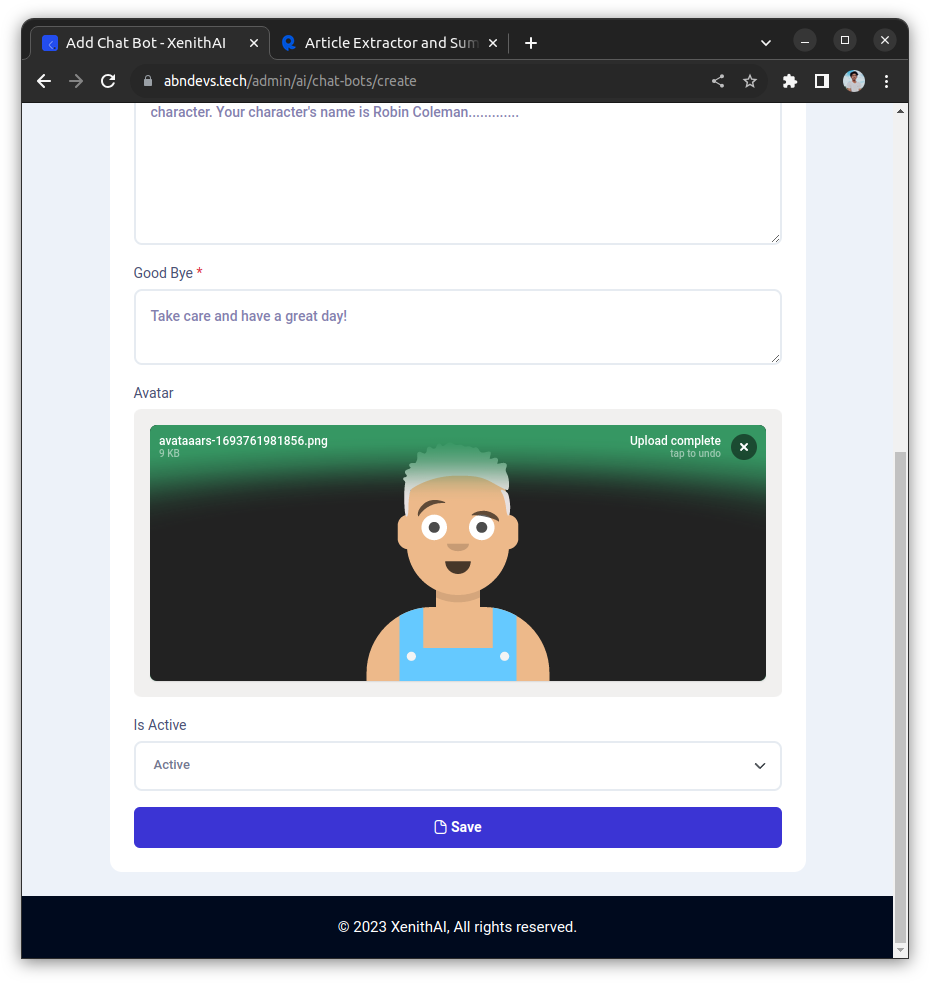 Add Chat Bot - XenithAI
Article Extractor and Sum
abndevs.tech/admin/ai/chat-bots/create
character. Your character's name is Robin Coleman.............
Good Bye *
Take care and have a great day!
Avatar
avataaars-1693761981856.png
9 KB
Upload complete
tap to undo
Is Active
Active
Save
© 2023 XenithAI, All rights reserved.